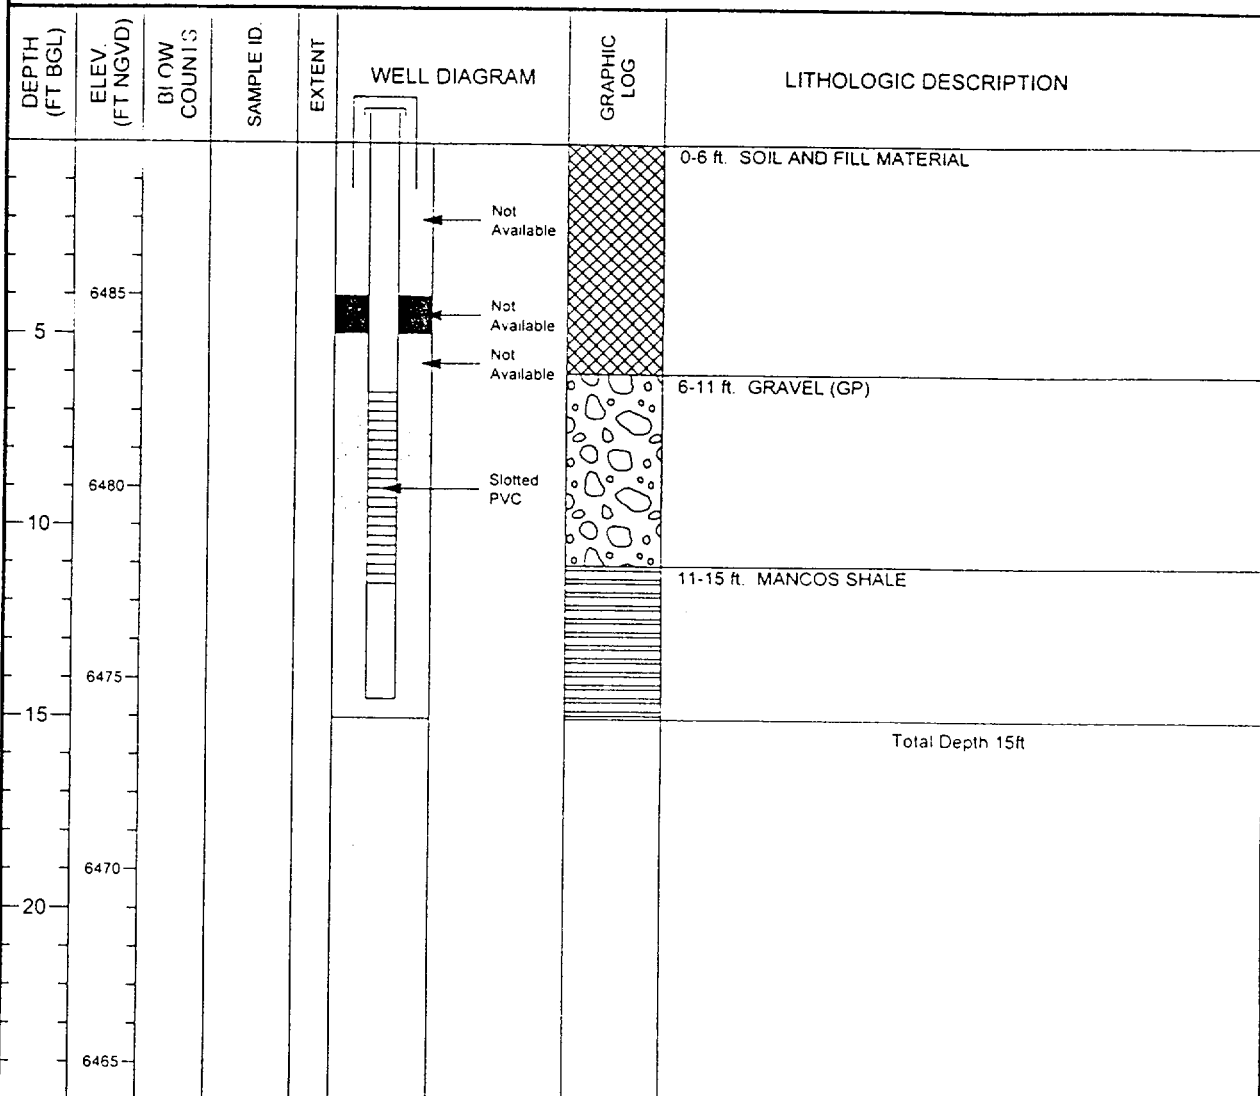 DEPTH
(FT BGL)
ELEV.
(FT NGVD)
BLOW
COUNTS
SAMPLE ID.
EXTENT
WELL DIAGRAM
GRAPHIC
LOG
LITHOLOGIC DESCRIPTION
0-6 ft. SOIL AND FILL MATERIAL
Not
Available
6485
Not
Available
5
Not
Available
6-11 ft. GRAVEL (GP)
6480
Slotted
PVC
10
11-15 ft. MANCOS SHALE
6475
15
Total Depth 15ft
6470
20
6465